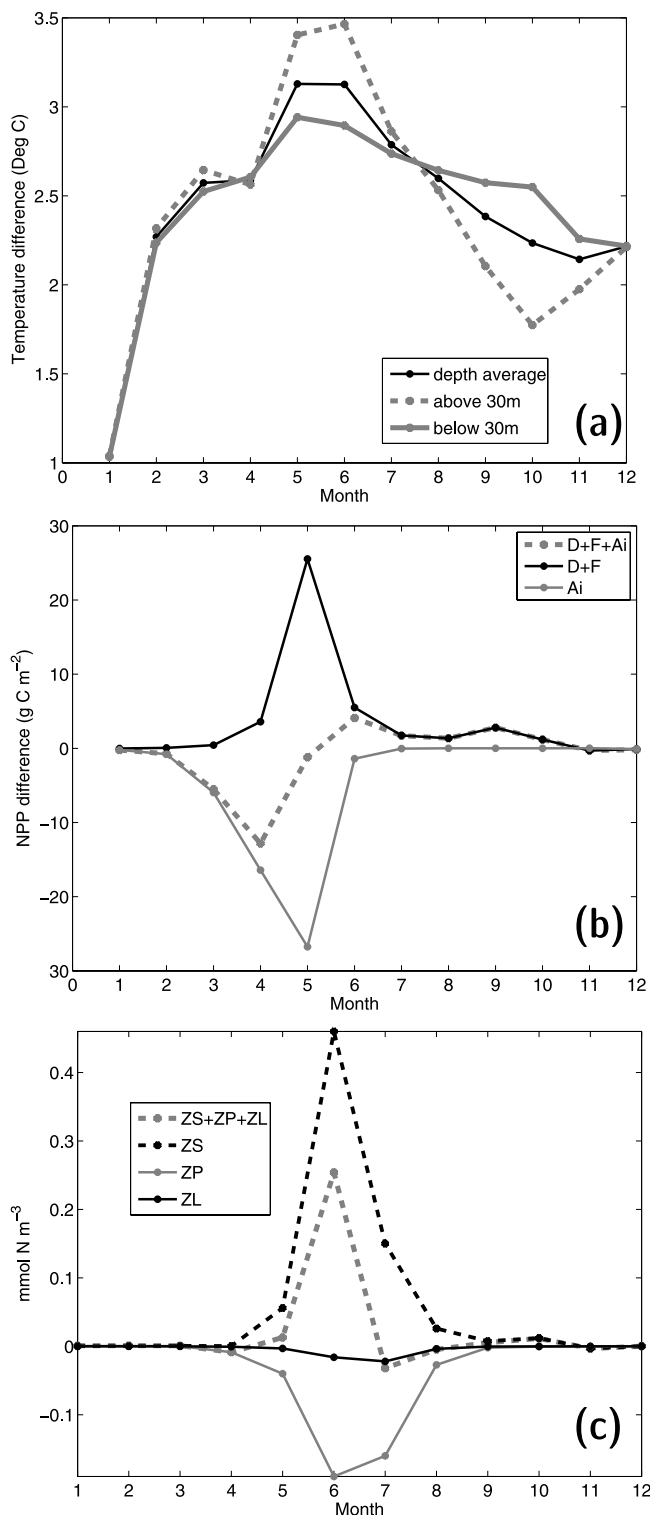 3.5
3
2.5
2
1.5
1
Temperature difference (Deg C)
depth average
above 30m
below 30m
(a)
0 1 2 3 4 5 6 7 8 9 10 11 12
Month
30
20
10
0
−10
−20
30
NPP difference (g C m−2)
D+F+Ai
D+F
Ai
(b)
0 1 2 3 4 5 6 7 8 9 10 11 12
Month
0.4
0.3
0.2
0.1
0
−0.1
mmol N m−3
ZS+ZP+ZL
ZS
ZP
ZL
(c)
1 2 3 4 5 6 7 8 9 10 11 12
Month